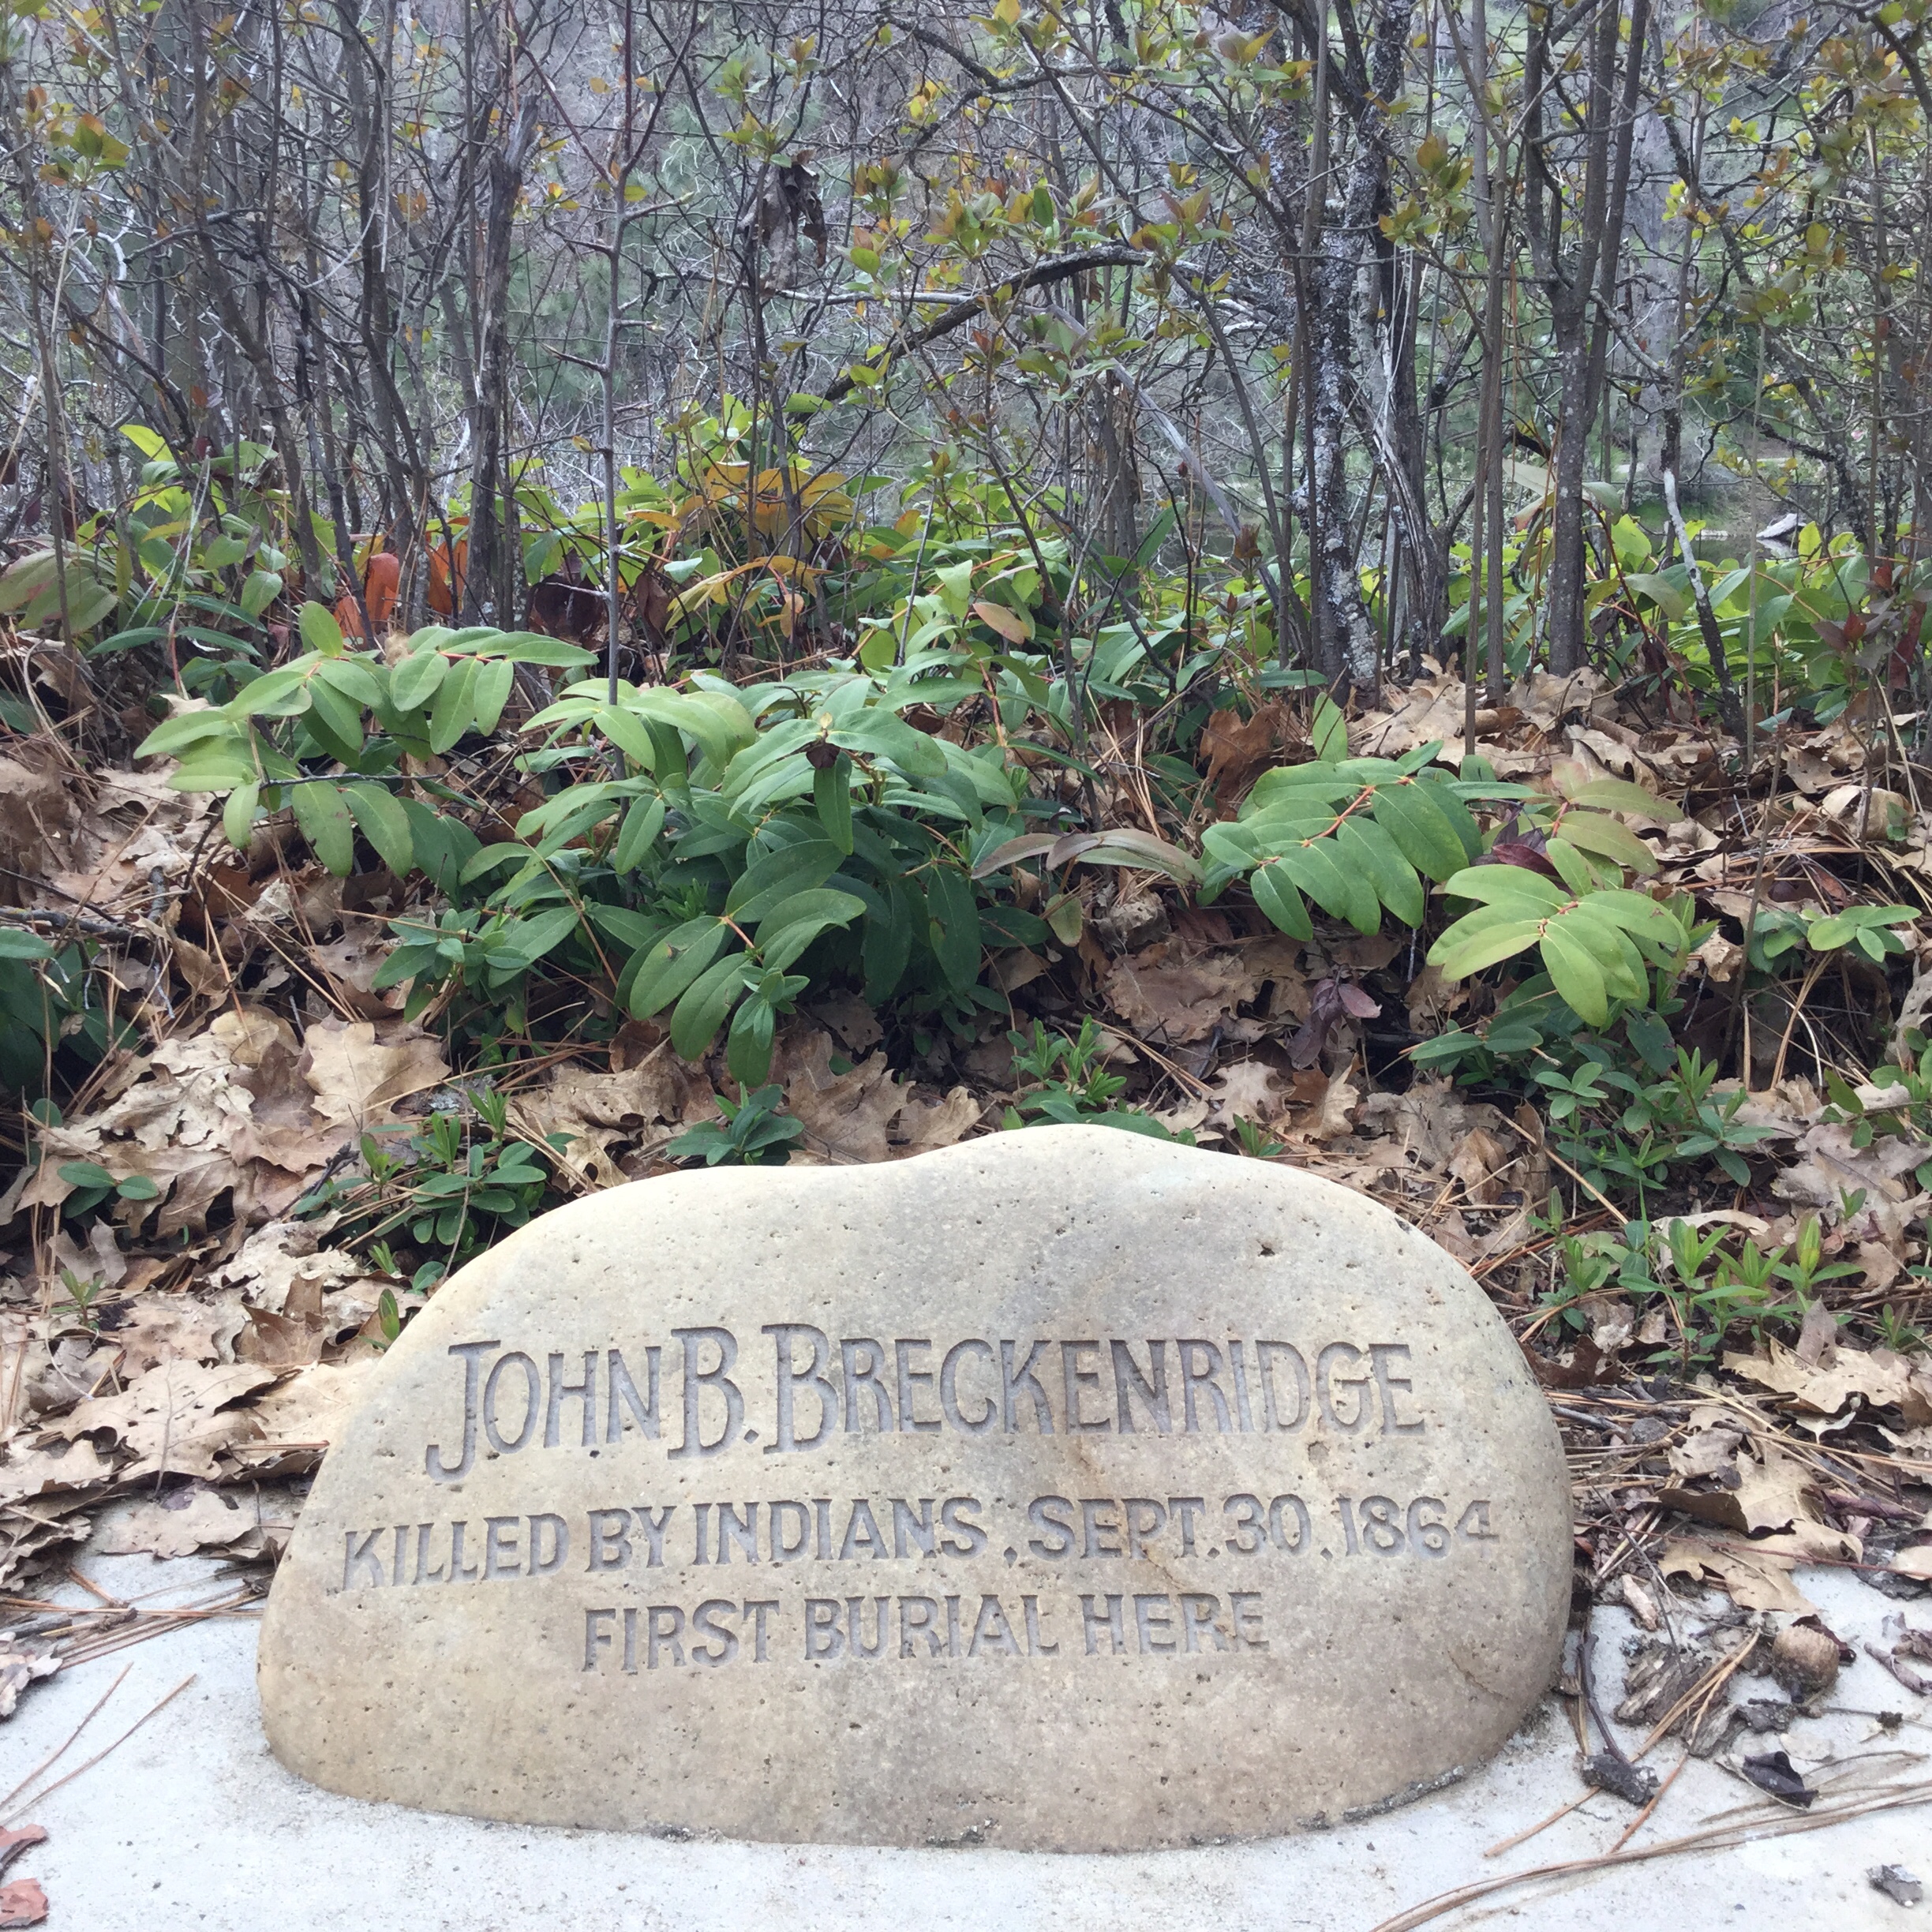 JOHN B. BRECKENRIDGE
KILLED BY INDIANS, SEPT. 30, 1864
FIRST BURIAL HERE